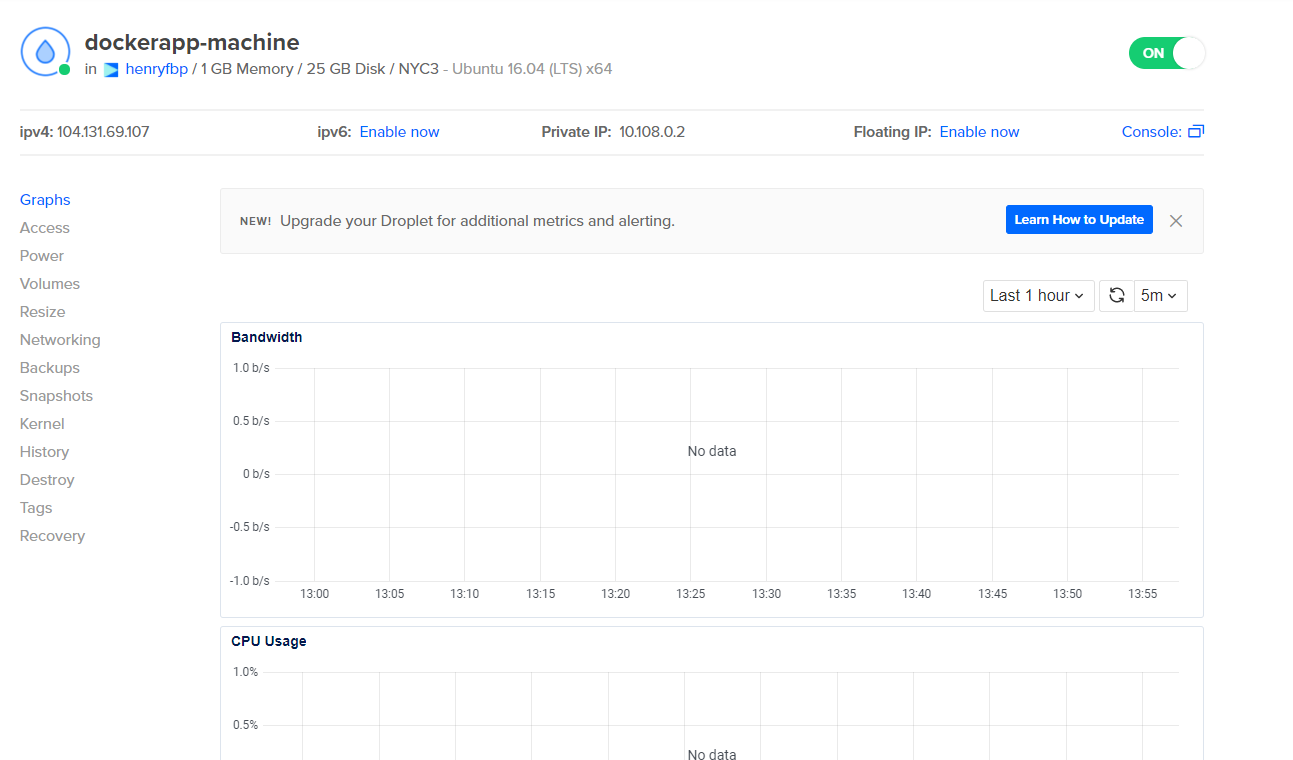 dockerapp-machine
in henryfbp / 1 GB Memory / 25 GB Disk / NYC3 - Ubuntu 16.04 (LTS) x64
ON
ipv4: 104.131.69.107 ipv6: Enable now Private IP: 10.108.0.2 Floating IP: Enable now Console:
Graphs
Access
Power
Volumes
Resize
Networking
Backups
Snapshots
Kernel
History
Destroy
Tags
Recovery
NEW! Upgrade your Droplet for additional metrics and alerting. Learn How to Update
Last 1 hour 5m
Bandwidth
1.0 b/s
0.5 b/s
No data
0 b/s
-0.5 b/s
-1.0 b/s
13:00 13:05 13:10 13:15 13:20 13:25 13:30 13:35 13:40 13:45 13:50 13:55
CPU Usage
1.0%
0.5%
No data